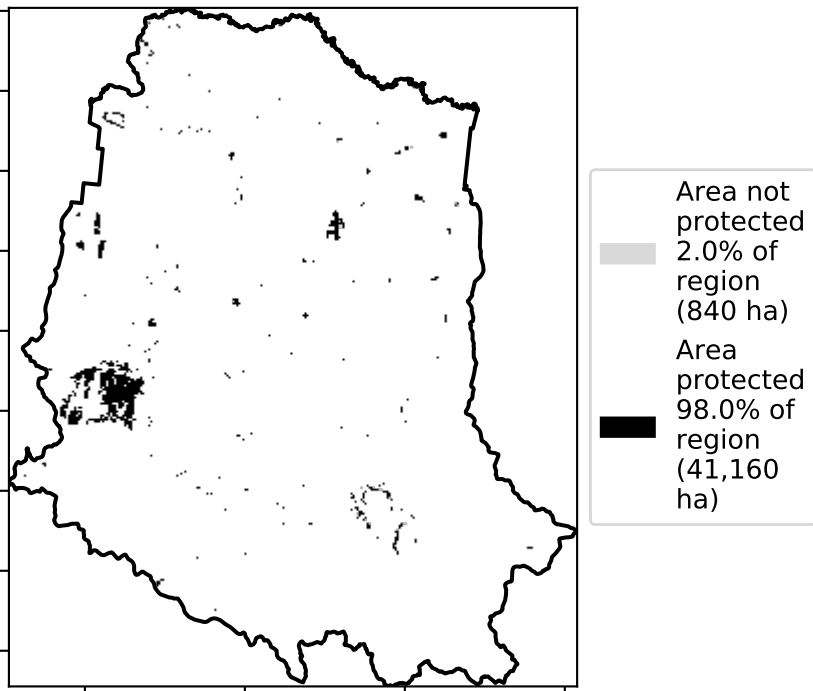 Area not
protected
2.0% of
region
(840 ha)
Area
protected
98.0% of
region
(41,160
ha)